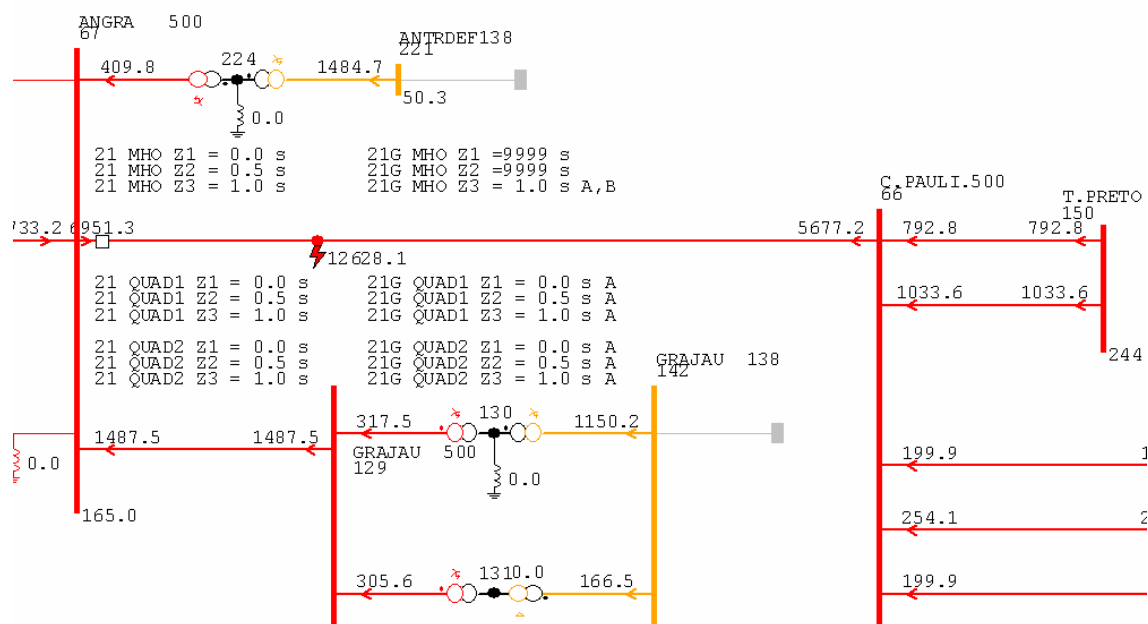 ANGRA 500
67
ANTRDEF138
221
409.8
224
1484.7
50.3
0.0
21 MHO Z1 = 0.0 s
21G MHO Z1 =9999 s
21 MHO Z2 = 0.5 s
21G MHO Z2 =9999 s
21 MHO Z3 = 1.0 s
21G MHO Z3 = 1.0 s A,B
C.PAULI.500
66
T.PRETO
150
733.2
6951.3
5677.2
792.8
792.8
12628.1
21 QUAD1 Z1 = 0.0 s
21G QUAD1 Z1 = 0.0 s A
21 QUAD1 Z2 = 0.5 s
21G QUAD1 Z2 = 0.5 s A
21 QUAD1 Z3 = 1.0 s
21G QUAD1 Z3 = 1.0 s A
1033.6
1033.6
21 QUAD2 Z1 = 0.0 s
21G QUAD2 Z1 = 0.0 s A
21 QUAD2 Z2 = 0.5 s
21G QUAD2 Z2 = 0.5 s A
21 QUAD2 Z3 = 1.0 s
21G QUAD2 Z3 = 1.0 s A
GRAJAU 138
142
244
317.5
130
1150.2
1487.5
1487.5
GRAJAU 500
129
0.0
0.0
199.9
1
165.0
254.1
2
305.6
131
0.0
166.5
199.9